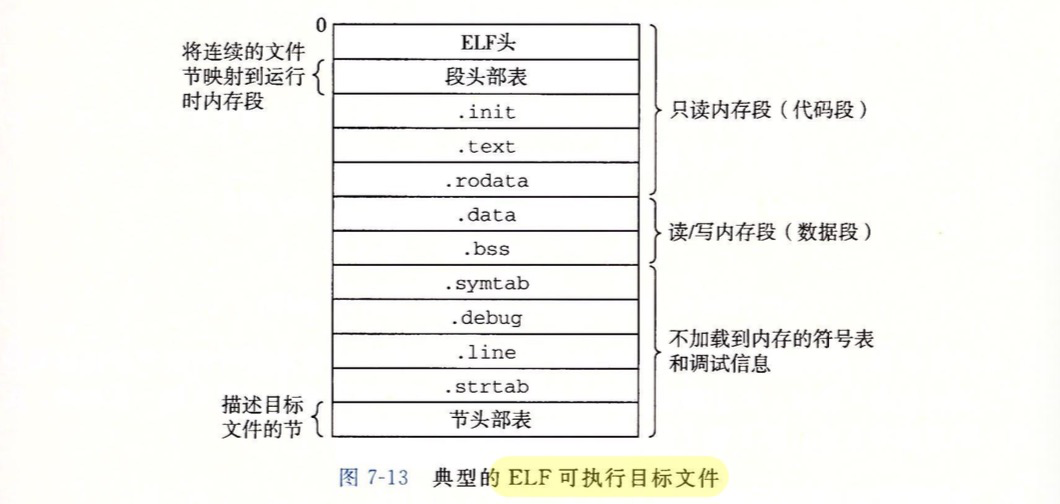 0
ELF头
将连续的文件
节映射到运行
时内存段
段头部表
.init
.text
.rodata
只读内存段（代码段）
.data
.bss
读/写内存段（数据段）
.symtab
.debug
.line
.strtab
不加载到内存的符号表
和调试信息
描述目标
文件的节
节头部表
图 7-13 典型的 ELF 可执行目标文件